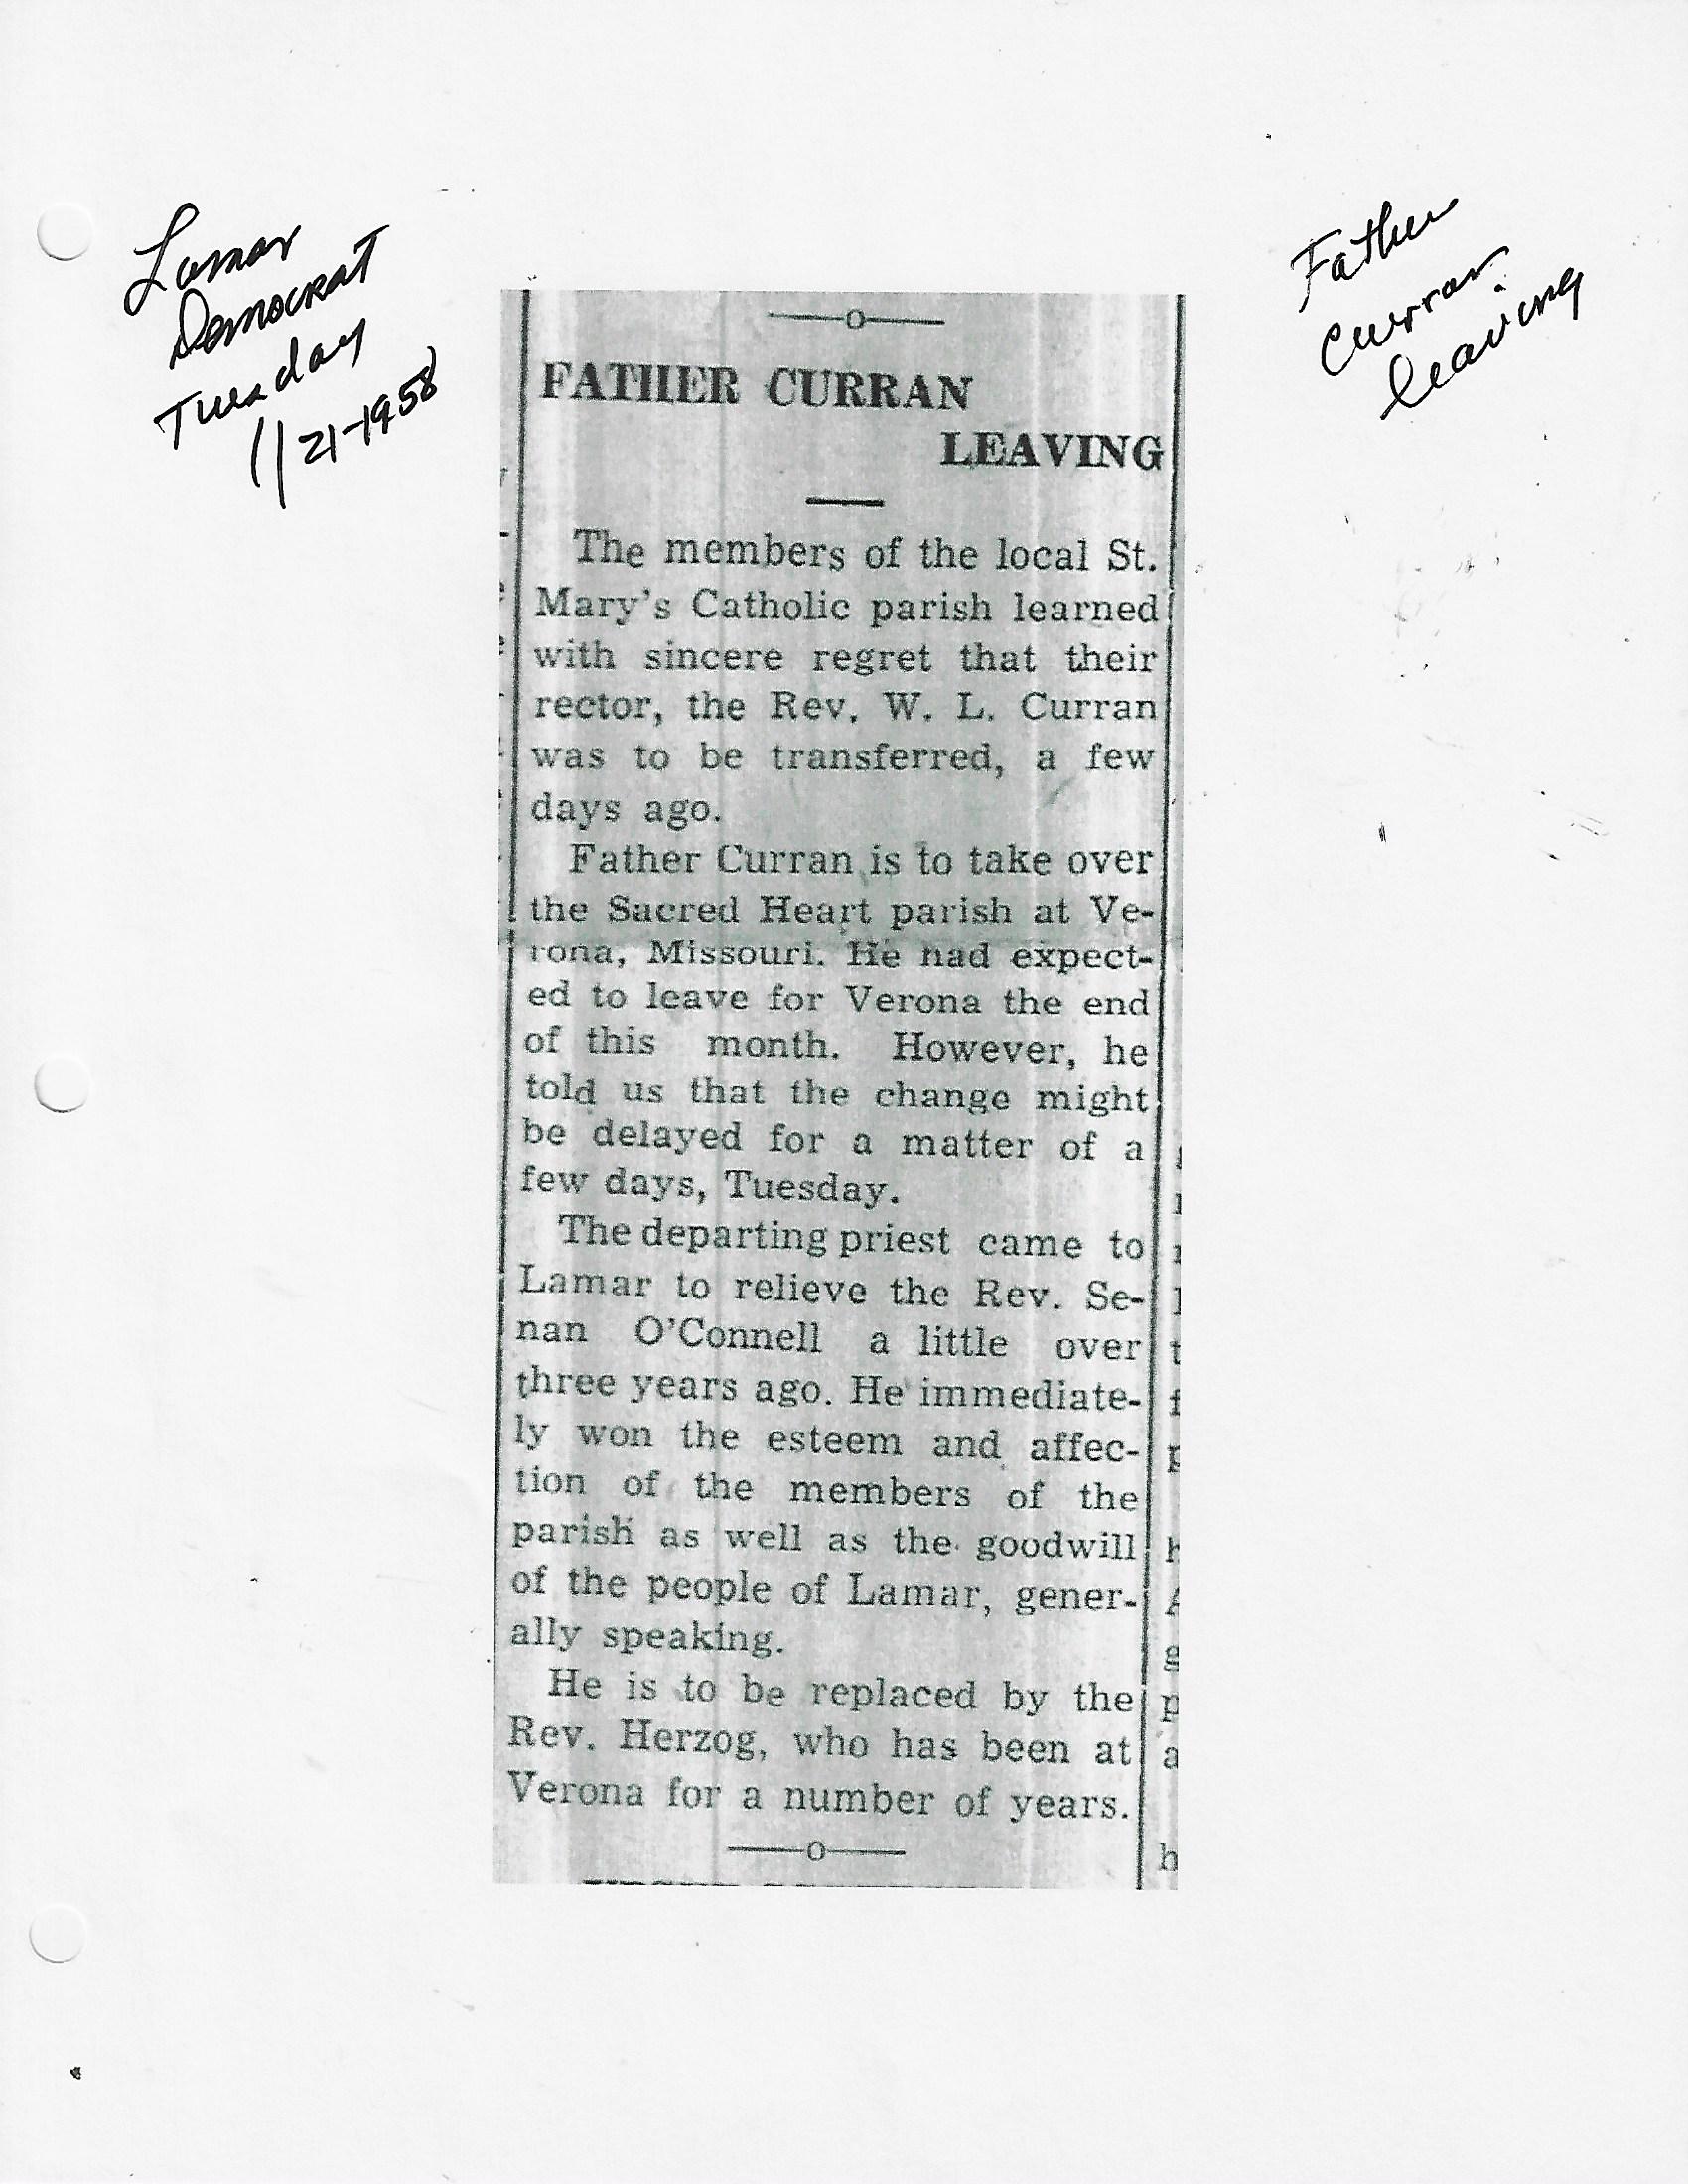 Lamar
Democrat
Tuesday
1/21-1958
Father
Curran
leaving
FATHER CURRAN
LEAVING
The members of the local St.
Mary's Catholic parish learned
with sincere regret that their
rector, the Rev. W. L. Curran
was to be transferred, a few
days ago.
Father Curran is to take over
the Sacred Heart parish at Ve-
rona, Missouri. He had expect-
ed to leave for Verona the end
of this month. However, he
told us that the change might
be delayed for a matter of a
few days, Tuesday.
The departing priest came to
Lamar to relieve the Rev. Se-
nan O'Connell a little over
three years ago. He immediate-
ly won the esteem and affec-
tion of the members of the
parish as well as the goodwill
of the people of Lamar, gener-
ally speaking.
He is to be replaced by the
Rev. Herzog, who has been at
Verona for a number of years.